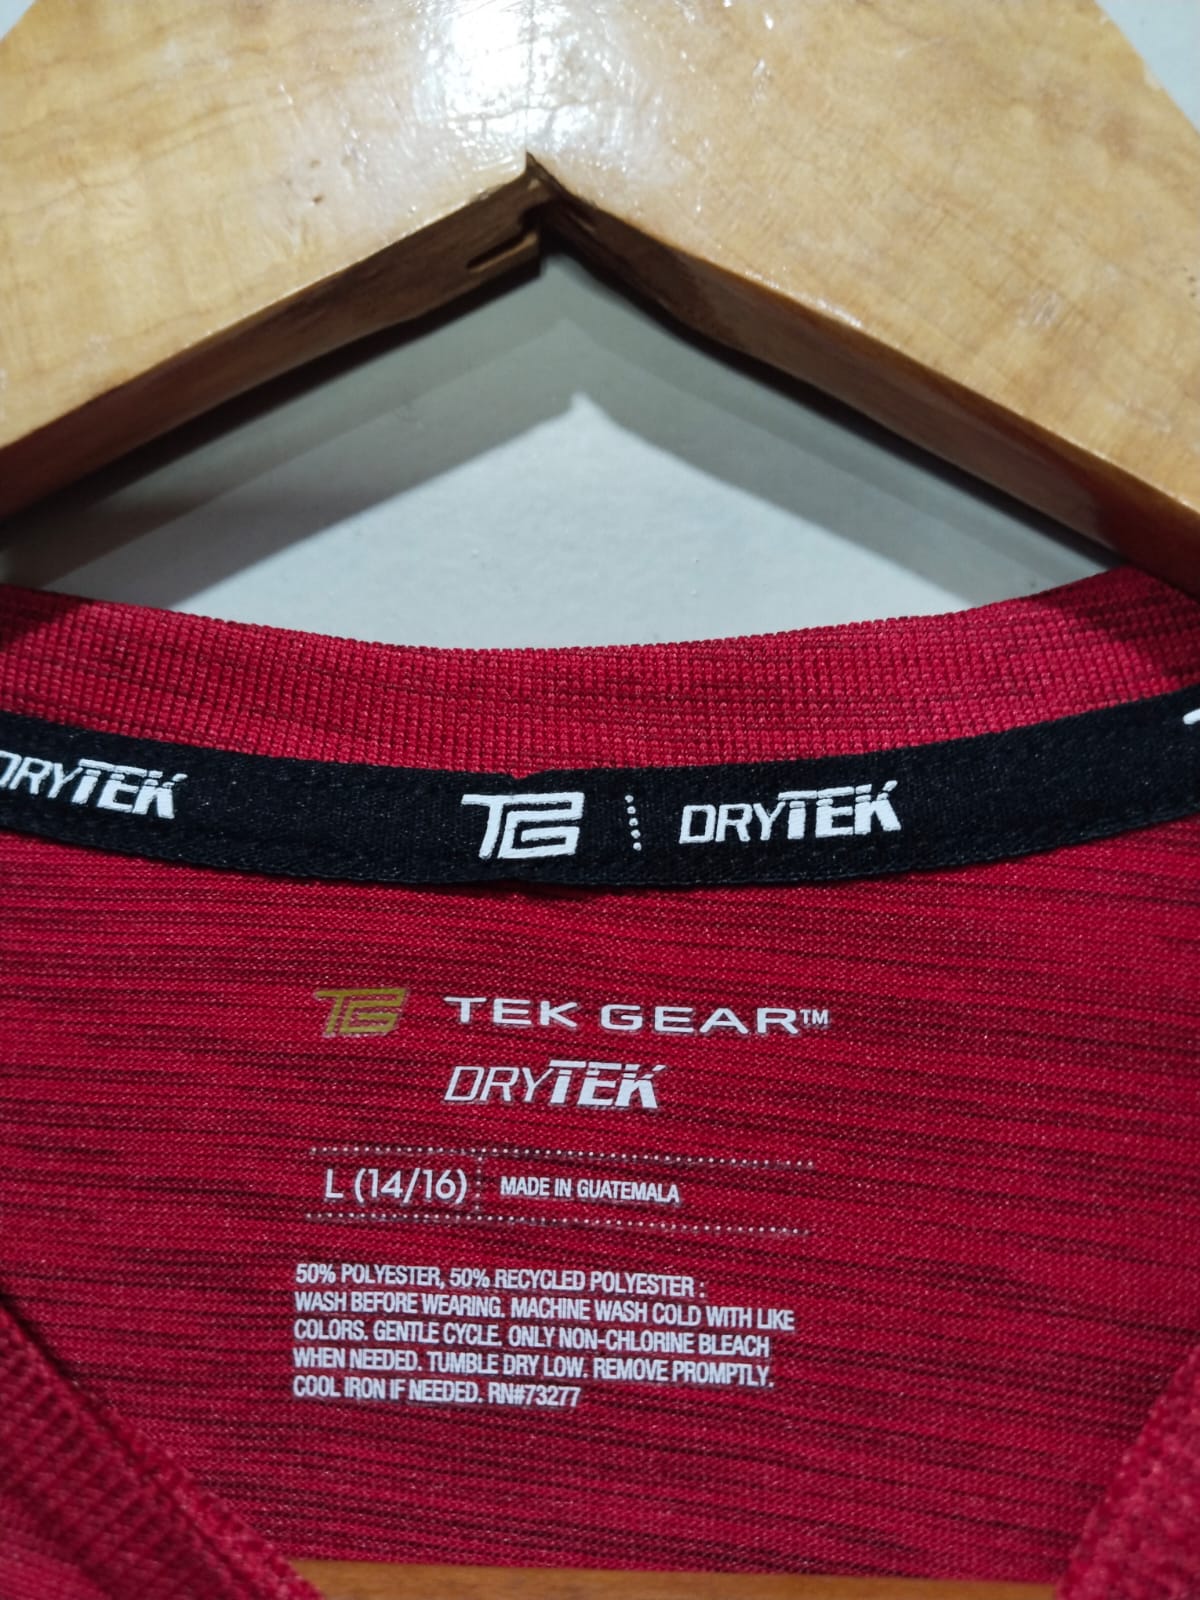 DRYTEK
TG DRYTEK
TG TEK GEAR™
DRYTEK
L (14/16) MADE IN GUATEMALA
50% POLYESTER, 50% RECYCLED POLYESTER :
WASH BEFORE WEARING. MACHINE WASH COLD WITH LIKE
COLORS. GENTLE CYCLE. ONLY NON-CHLORINE BLEACH
WHEN NEEDED. TUMBLE DRY LOW. REMOVE PROMPTLY.
COOL IRON IF NEEDED. RN#73277